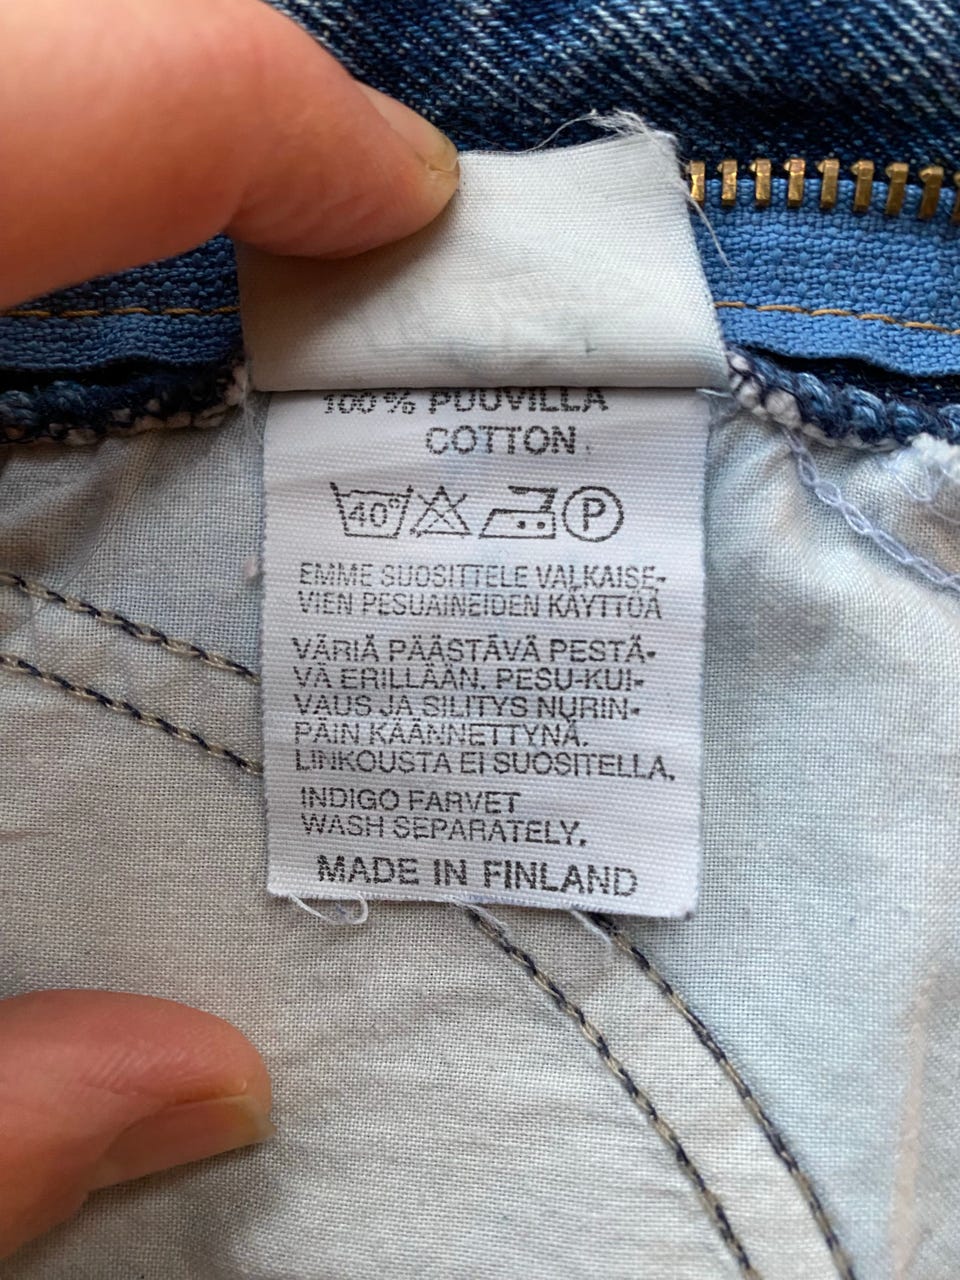 100% PUUVILLA
COTTON
40° P
EMME SUOSITTELE VALKAISE-
VIEN PESUAINEIDEN KÄYTTÖÄ
VÄRIÄ PÄÄSTÄVÄ PESTÄ-
VÄ ERILLÄÄN. PESU-KUI-
VAUS JA SILITYS NURIN-
PÄIN KÄÄNNETTYNÄ.
LINKOUSTA EI SUOSITELLA.
INDIGO FARVET
WASH SEPARATELY.
MADE IN FINLAND